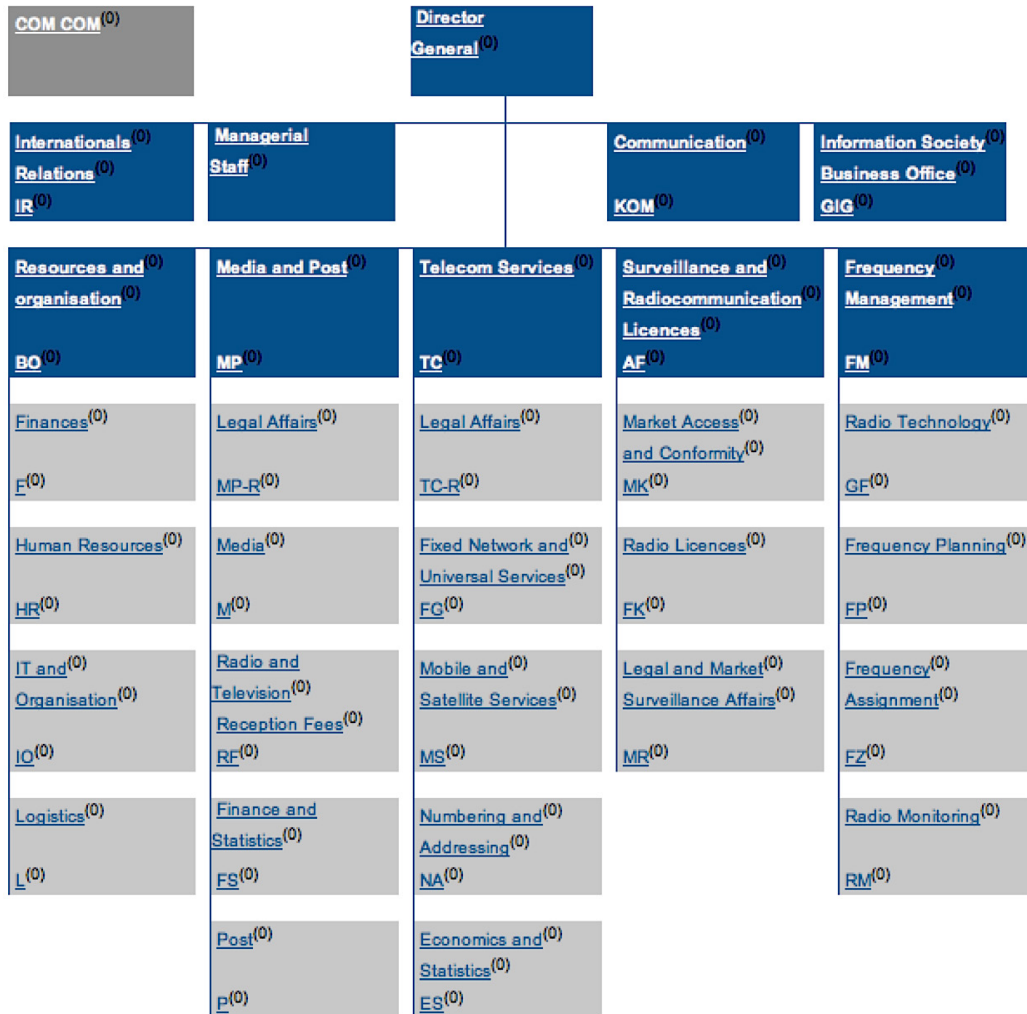 COM COM(0)
Director
General(0)
Internationals(0)
Relations(0)
IR(0)
Managerial
Staff(0)
Communication(0)
KOM(0)
Information Society(0)
Business Office(0)
GIG(0)
Resources and(0)
organisation(0)
BO(0)
Media and Post(0)
MP(0)
Telecom Services(0)
TC(0)
Surveillance and(0)
Radiocommunication(0)
Licences(0)
AF(0)
Frequency(0)
Management(0)
FM(0)
Finances(0)
F(0)
Legal Affairs(0)
MP-R(0)
Legal Affairs(0)
TC-R(0)
Market Access(0)
and Conformity(0)
MK(0)
Radio Technology(0)
GF(0)
Human Resources(0)
HR(0)
Media(0)
M(0)
Fixed Network and(0)
Universal Services(0)
FG(0)
Radio Licences(0)
FK(0)
Frequency Planning(0)
FP(0)
IT and(0)
Organisation(0)
IO(0)
Radio and
Television(0)
Reception Fees(0)
RF(0)
Mobile and(0)
Satellite Services(0)
MS(0)
Legal and Market(0)
Surveillance Affairs(0)
MR(0)
Frequency(0)
Assignment(0)
FZ(0)
Logistics(0)
L(0)
Finance and
Statistics(0)
FS(0)
Numbering and(0)
Addressing(0)
NA(0)
Radio Monitoring(0)
RM(0)
Post(0)
P(0)
Economics and(0)
Statistics(0)
ES(0)